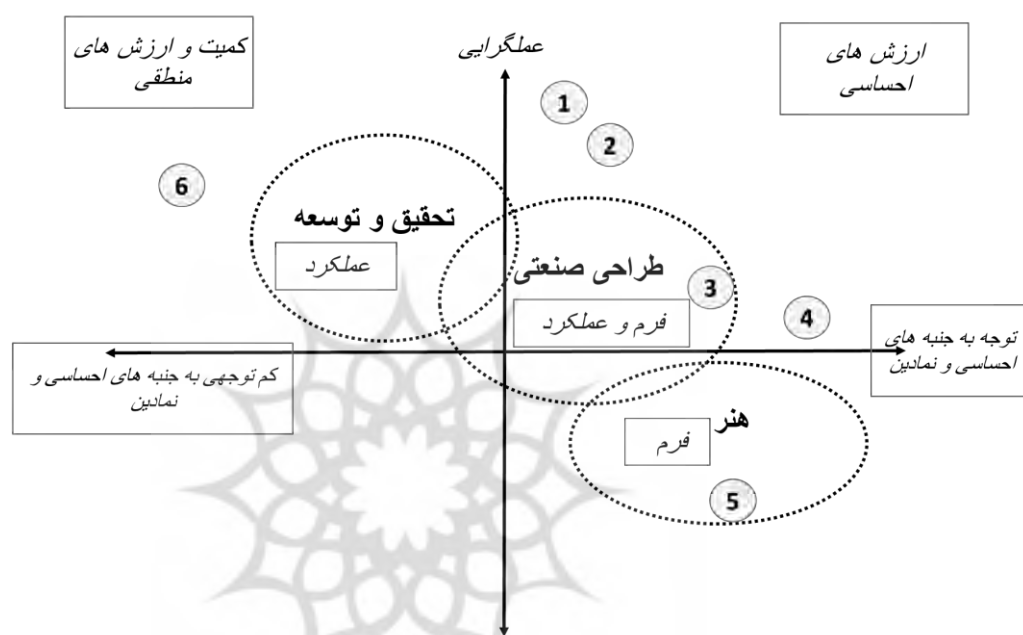 کمیت و ارزش های
منطقی
عملگرایی
ارزش های
احساسی
1
2
6
تحقیق و توسعه
عملکرد
طراحی صنعتی
3
فرم و عملکرد
4
توجه به جنبه های
احساسی و نمادین
کم توجهی به جنبه های احساسی و
نمادین
هنر
فرم
5